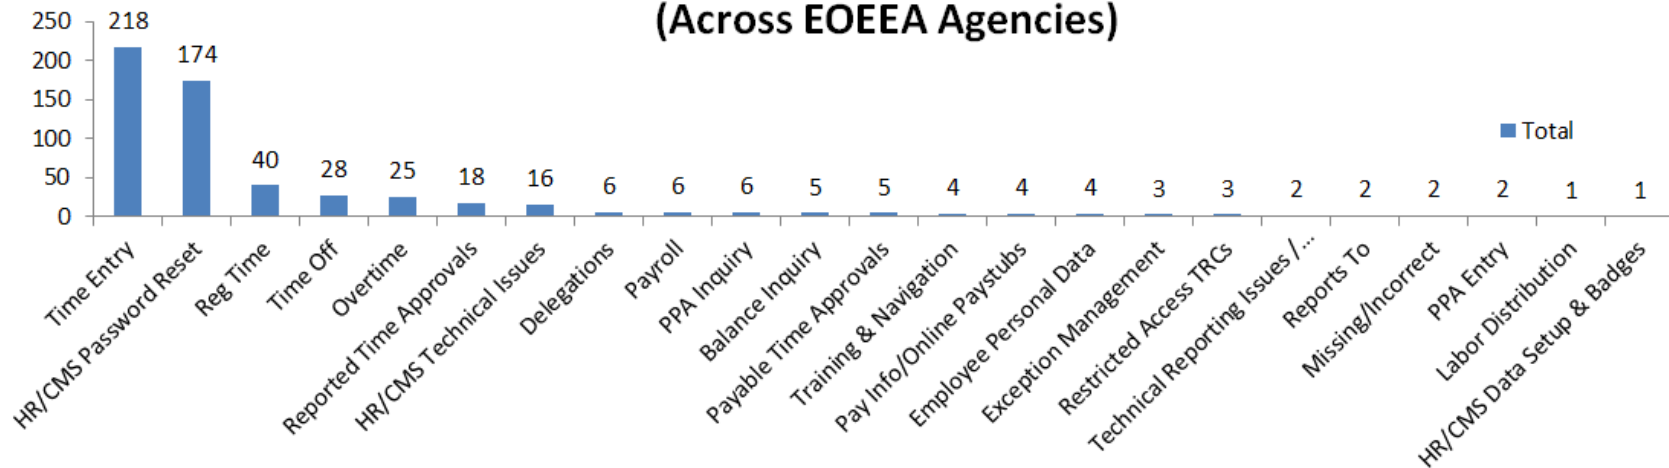 (Across EOEEA Agencies)
250
200
150
100
50
0
218
174
40
28
25
18
16
6
6
6
5
5
4
4
4
3
3
2
2
2
2
1
1
Total
Time Entry
HR/CMS Password Reset
Reg Time
Time Off
Overtime
Reported Time Approvals
HR/CMS Technical Issues
Delegations
Payroll
PPA Inquiry
Balance Inquiry
Payable Time Approvals
Training & Navigation
Pay Info/Online Paystubs
Employee Personal Data
Exception Management
Restricted Access TRCs
Technical Reporting Issues /...
Reports To
Missing/Incorrect
PPA Entry
Labor Distribution
HR/CMS Data Setup & Badges